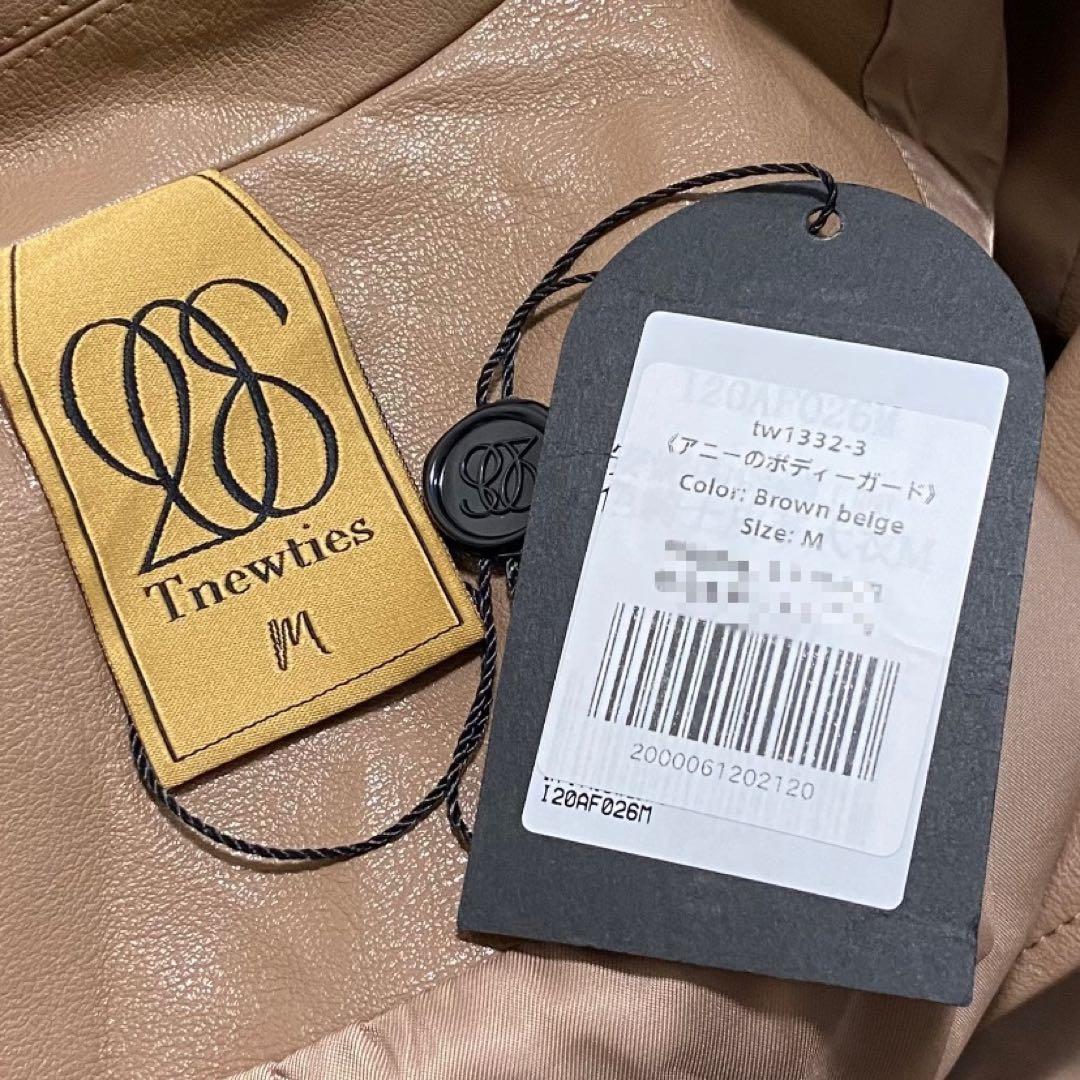 Tnewties
M
I20AF026M
tw1332-3
《アニーのボディーガード》
Color: Brown beige
Size: M
2000061202120
I20AF026M